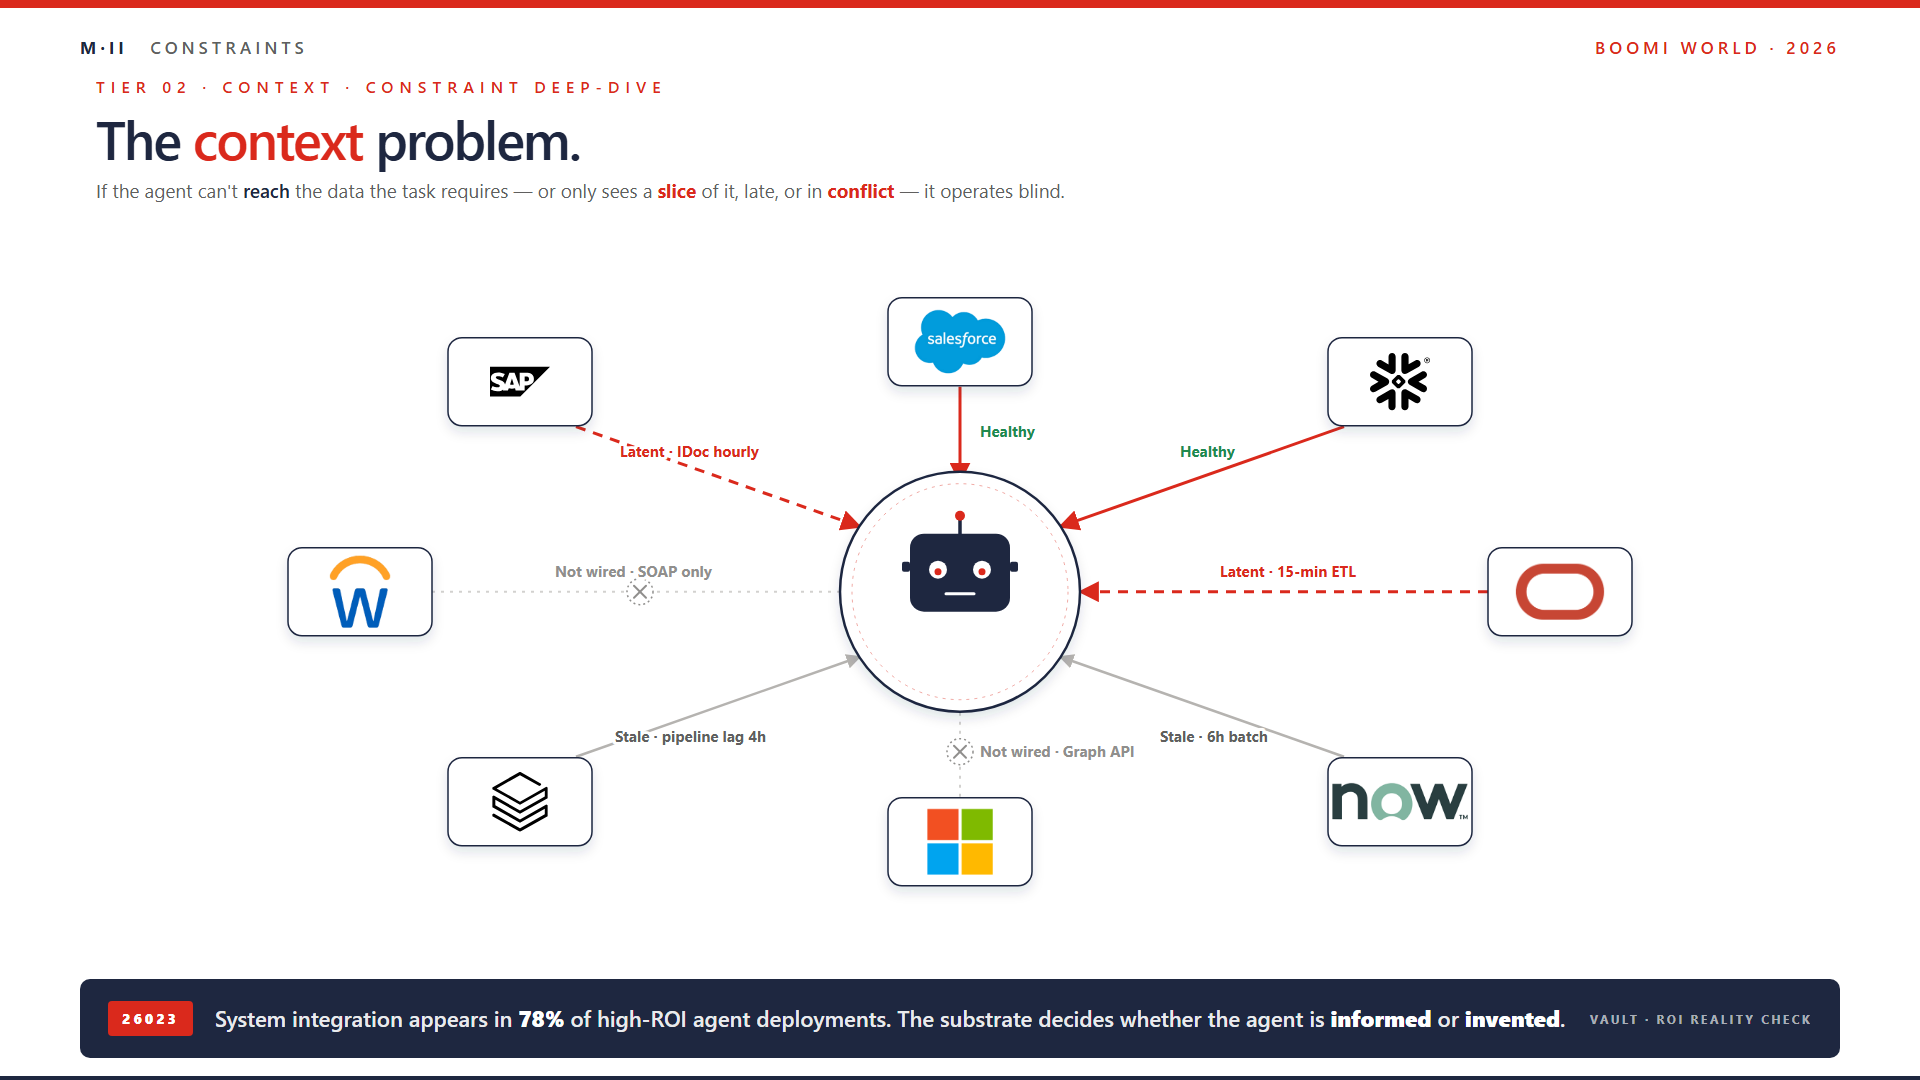 M·II CONSTRAINTS
BOOMI WORLD · 2026
TIER 02 · CONTEXT · CONSTRAINT DEEP-DIVE
The context problem.
If the agent can't reach the data the task requires — or only sees a slice of it, late, or in conflict — it operates blind.
salesforce
SAP
®
Healthy
Latent · IDoc hourly
Healthy
W
Not wired · SOAP only
Latent · 15-min ETL
Stale · pipeline lag 4h
Stale · 6h batch
Not wired · Graph API
now™
26023
System integration appears in 78% of high-ROI agent deployments. The substrate decides whether the agent is informed or invented.
VAULT · ROI REALITY CHECK